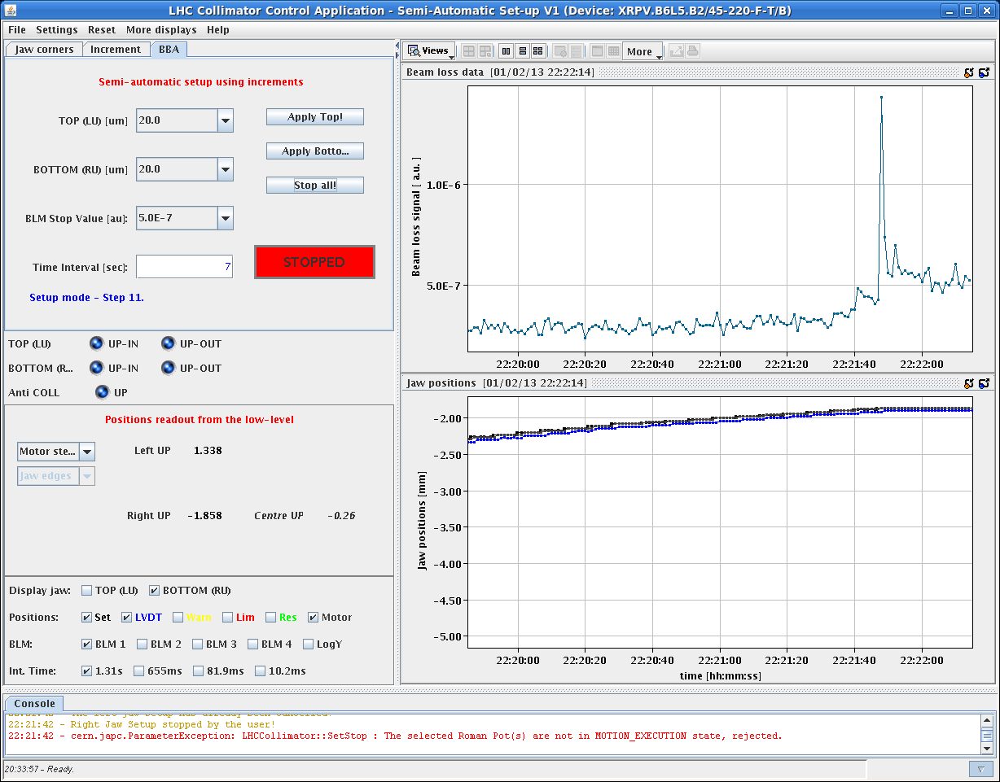 LHC Collimator Control Application - Semi-Automatic Set-up V1 (Device: XRPV.B6L5.B2/45-220-F-T/B)
File Settings Reset More displays Help
Jaw corners Increment BBA
Semi-automatic setup using increments
TOP (LU) [um] 20.0 Apply Top!
Apply Botto...
BOTTOM (RU) [um] 20.0
Stop all!
BLM Stop Value [au]: 5.0E-7
Time Interval [sec]: 7 STOPPED
Setup mode - Step 11.
TOP (LU) UP-IN UP-OUT
BOTTOM (R... UP-IN UP-OUT
Anti COLL UP
Positions readout from the low-level
Motor ste... Left UP 1.338
Jaw edges
Right UP -1.858 Centre UP -0.26
Display jaw: TOP (LU) BOTTOM (RU)
Positions: Set LVDT Warn Lim Res Motor
BLM: BLM 1 BLM 2 BLM 3 BLM 4 LogY
Int. Time: 1.31s 655ms 81.9ms 10.2ms
Views More
Beam loss data [01/02/13 22:22:14]
Beam loss signal [ a.u. ]
1.0E-6
5.0E-7
22:20:00 22:20:20 22:20:40 22:21:00 22:21:20 22:21:40 22:22:00
Jaw positions [01/02/13 22:22:14]
Jaw positions [mm]
-2.00
-2.50
-3.00
-3.50
-4.00
-4.50
-5.00
22:20:00 22:20:20 22:20:40 22:21:00 22:21:20 22:21:40 22:22:00
time [hh:mm:ss]
Console
22:21:42 - Right Jaw Setup stopped by the user!
22:21:42 - cern.japc.ParameterException: LHCCollimator::SetStop : The selected Roman Pot(s) are not in MOTION_EXECUTION state, rejected.
20:33:57 - Ready.